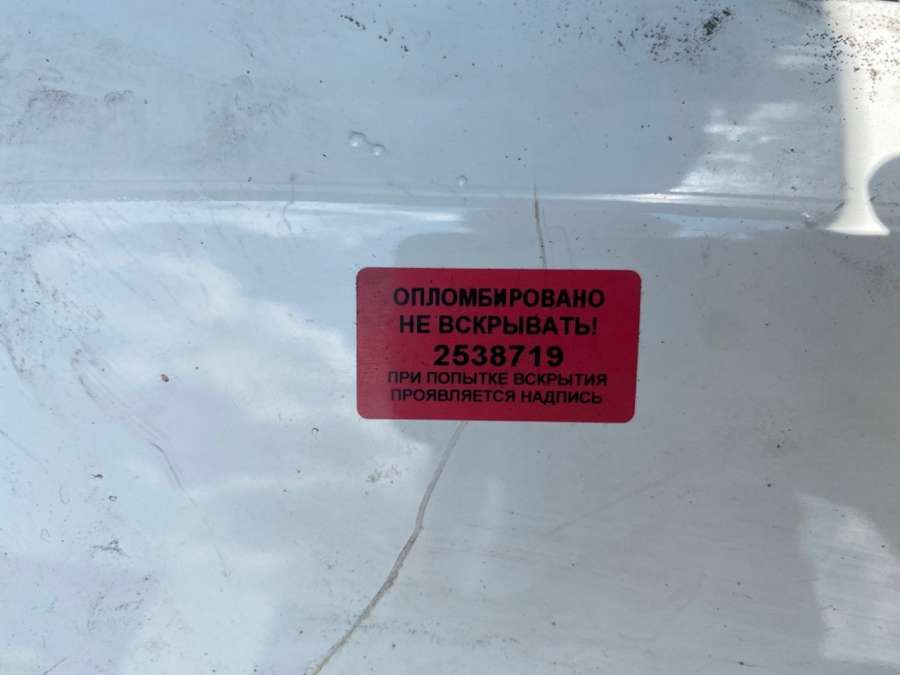 ОПЛОМБИРОВАНО
НЕ ВСКРЫВАТЬ!
2538719
ПРИ ПОПЫТКЕ ВСКРЫТИЯ
ПРОЯВЛЯЕТСЯ НАДПИСЬ